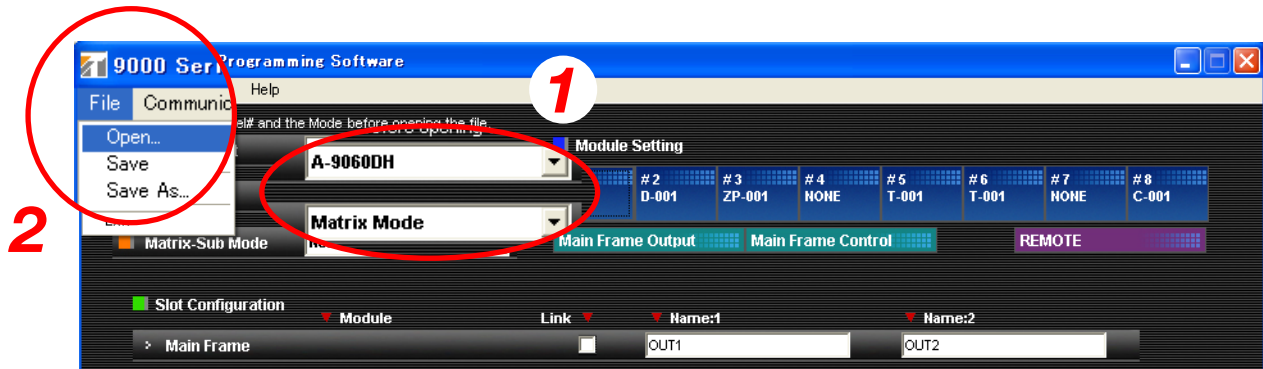 9000 Seri Programming Software
1
File Communic Help
el# and the Mode before opening the file.
Open...
Save
Save As...
2
A-9060DH
Matrix Mode
Matrix-Sub Mode
Module Setting
#2 #3 #4 #5 #6 #7 #8
D-001 ZP-001 NONE T-001 T-001 NONE C-001
Main Frame Output Main Frame Control REMOTE
Slot Configuration
Module Link Name:1 Name:2
Main Frame OUT1 OUT2